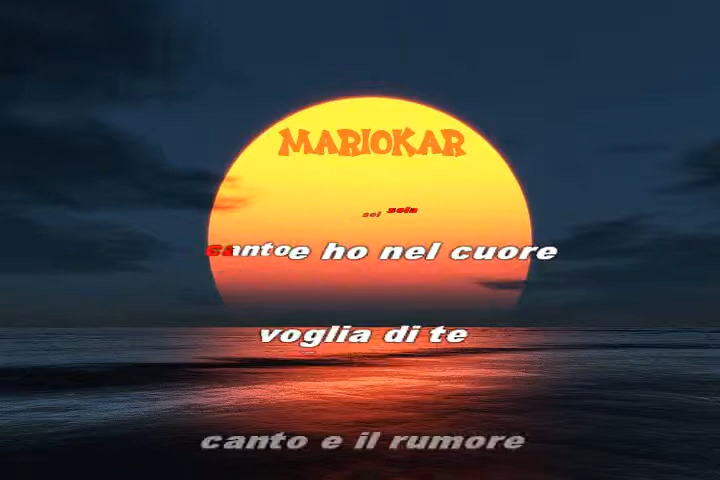 MARIOKAR
sei sola
canto e ho nel cuore
voglia di te
canto e il rumore